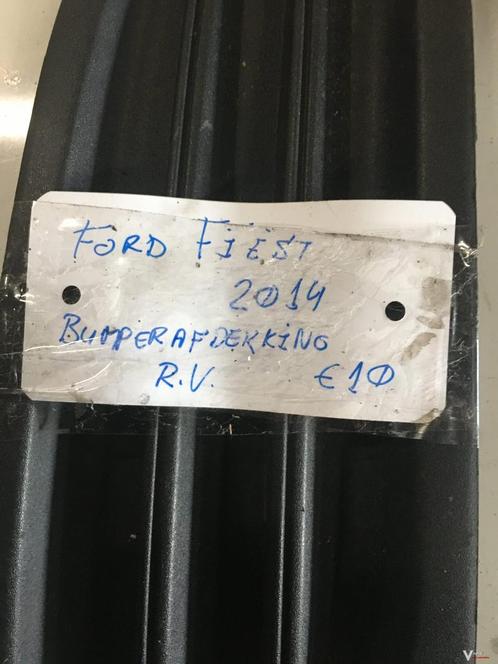 FORD FIEST
2014
BUMPERAFDEKKING
R.V. €10